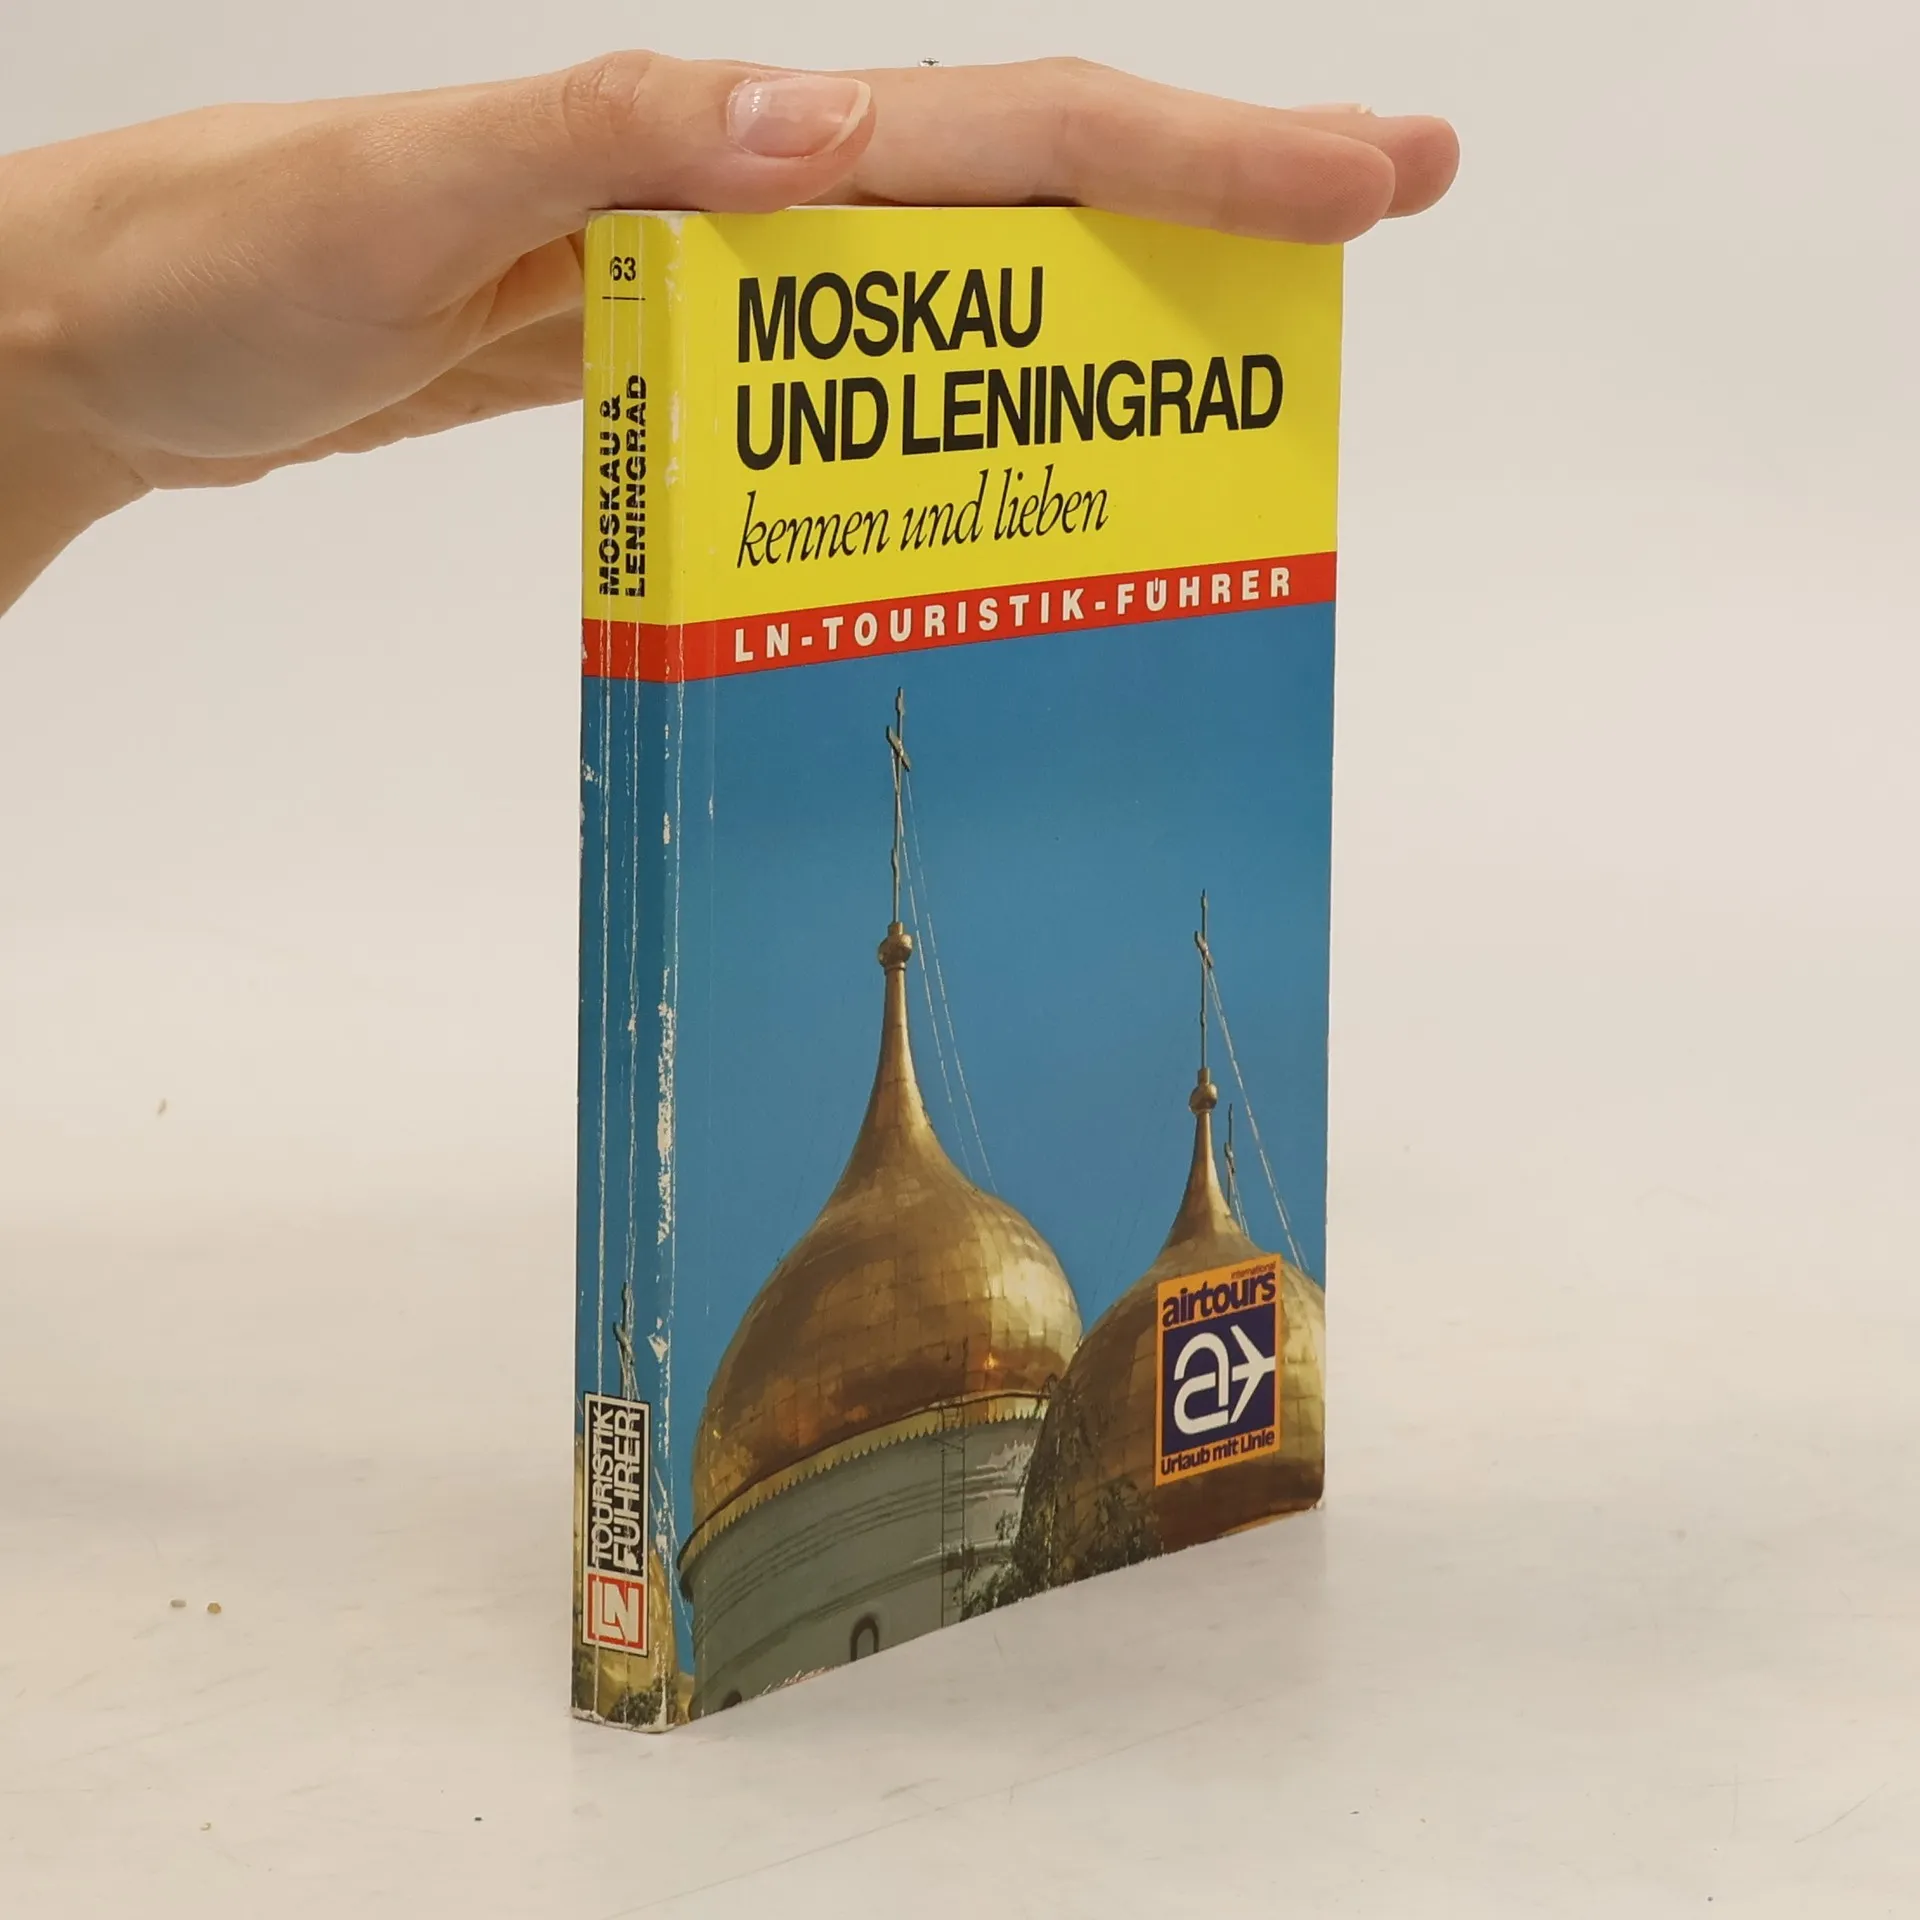 63
MOSKAU &
LENINGRAD
TOURISTIK
FÜHRER
LN
MOSKAU
UND LENINGRAD
kennen und lieben
LN-TOURISTIK-FÜHRER
international
airtours
a
Urlaub mit Linie